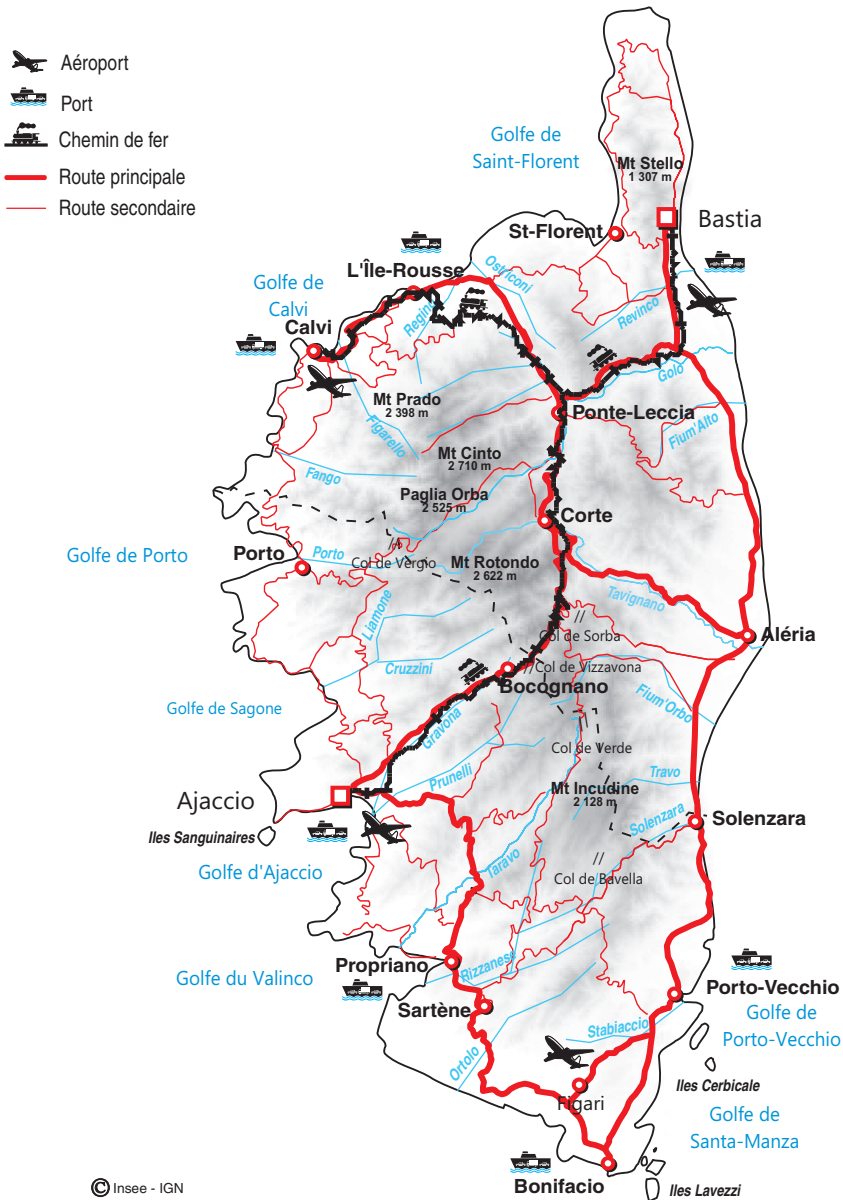 Aéroport
Port
Chemin de fer
Route principale
Route secondaire
Golfe de
Saint-Florent
Mt Stello
1 307 m
Bastia
St-Florent
L'Île-Rousse
Ostriconi
Golfe de
Calvi
Regino
Revinco
Calvi
Golo
Mt Prado
2 398 m
Ponte-Leccia
Figarello
Fium'Alto
Mt Cinto
2 710 m
Fango
Paglia Orba
2 525 m
Corte
Golfe de Porto
Porto
Porto
Col de Vergio
Mt Rotondo
2 622 m
Tavignano
Liamone
Col de Sorba
Aléria
Cruzzini
Col de Vizzavona
Bocognano
Golfe de Sagone
Fium'Orbo
Gravona
Col de Verde
Prunelli
Travo
Mt Incudine
2 128 m
Ajaccio
Solenzara
Solenzara
Iles Sanguinaires
Golfe d'Ajaccio
Taravo
Col de Bavella
Propriano
Rizzanese
Golfe du Valinco
Porto-Vecchio
Sartène
Golfe de
Porto-Vecchio
Stabiaccio
Ortolo
Iles Cerbicale
Figari
Golfe de
Santa-Manza
Bonifacio
Iles Lavezzi
© Insee - IGN